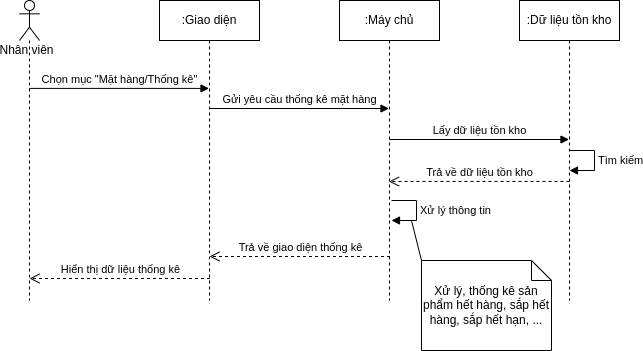 :Giao diện
:Máy chủ
:Dữ liệu tồn kho
Nhân viên
Chọn mục "Mặt hàng/Thống kê"
Gửi yêu cầu thống kê mặt hàng
Lấy dữ liệu tồn kho
Tìm kiếm
Trả về dữ liệu tồn kho
Xử lý thông tin
Trả về giao diện thống kê
Hiển thị dữ liệu thống kê
Xử lý, thống kê sản
phẩm hết hàng, sắp hết
hàng, sắp hết hạn, ...